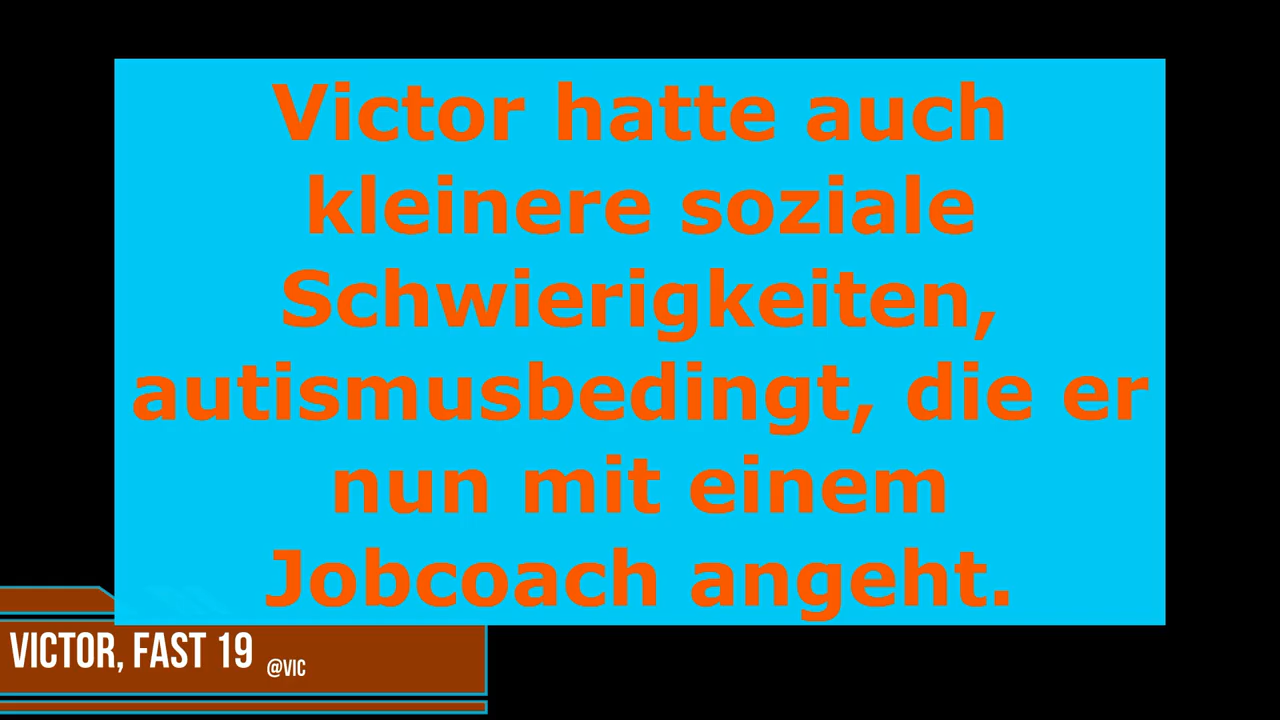 Victor hatte auch
kleinere soziale
Schwierigkeiten,
autismusbedingt, die er
nun mit einem
Jobcoach angeht.
VICTOR, FAST 19 @VIC